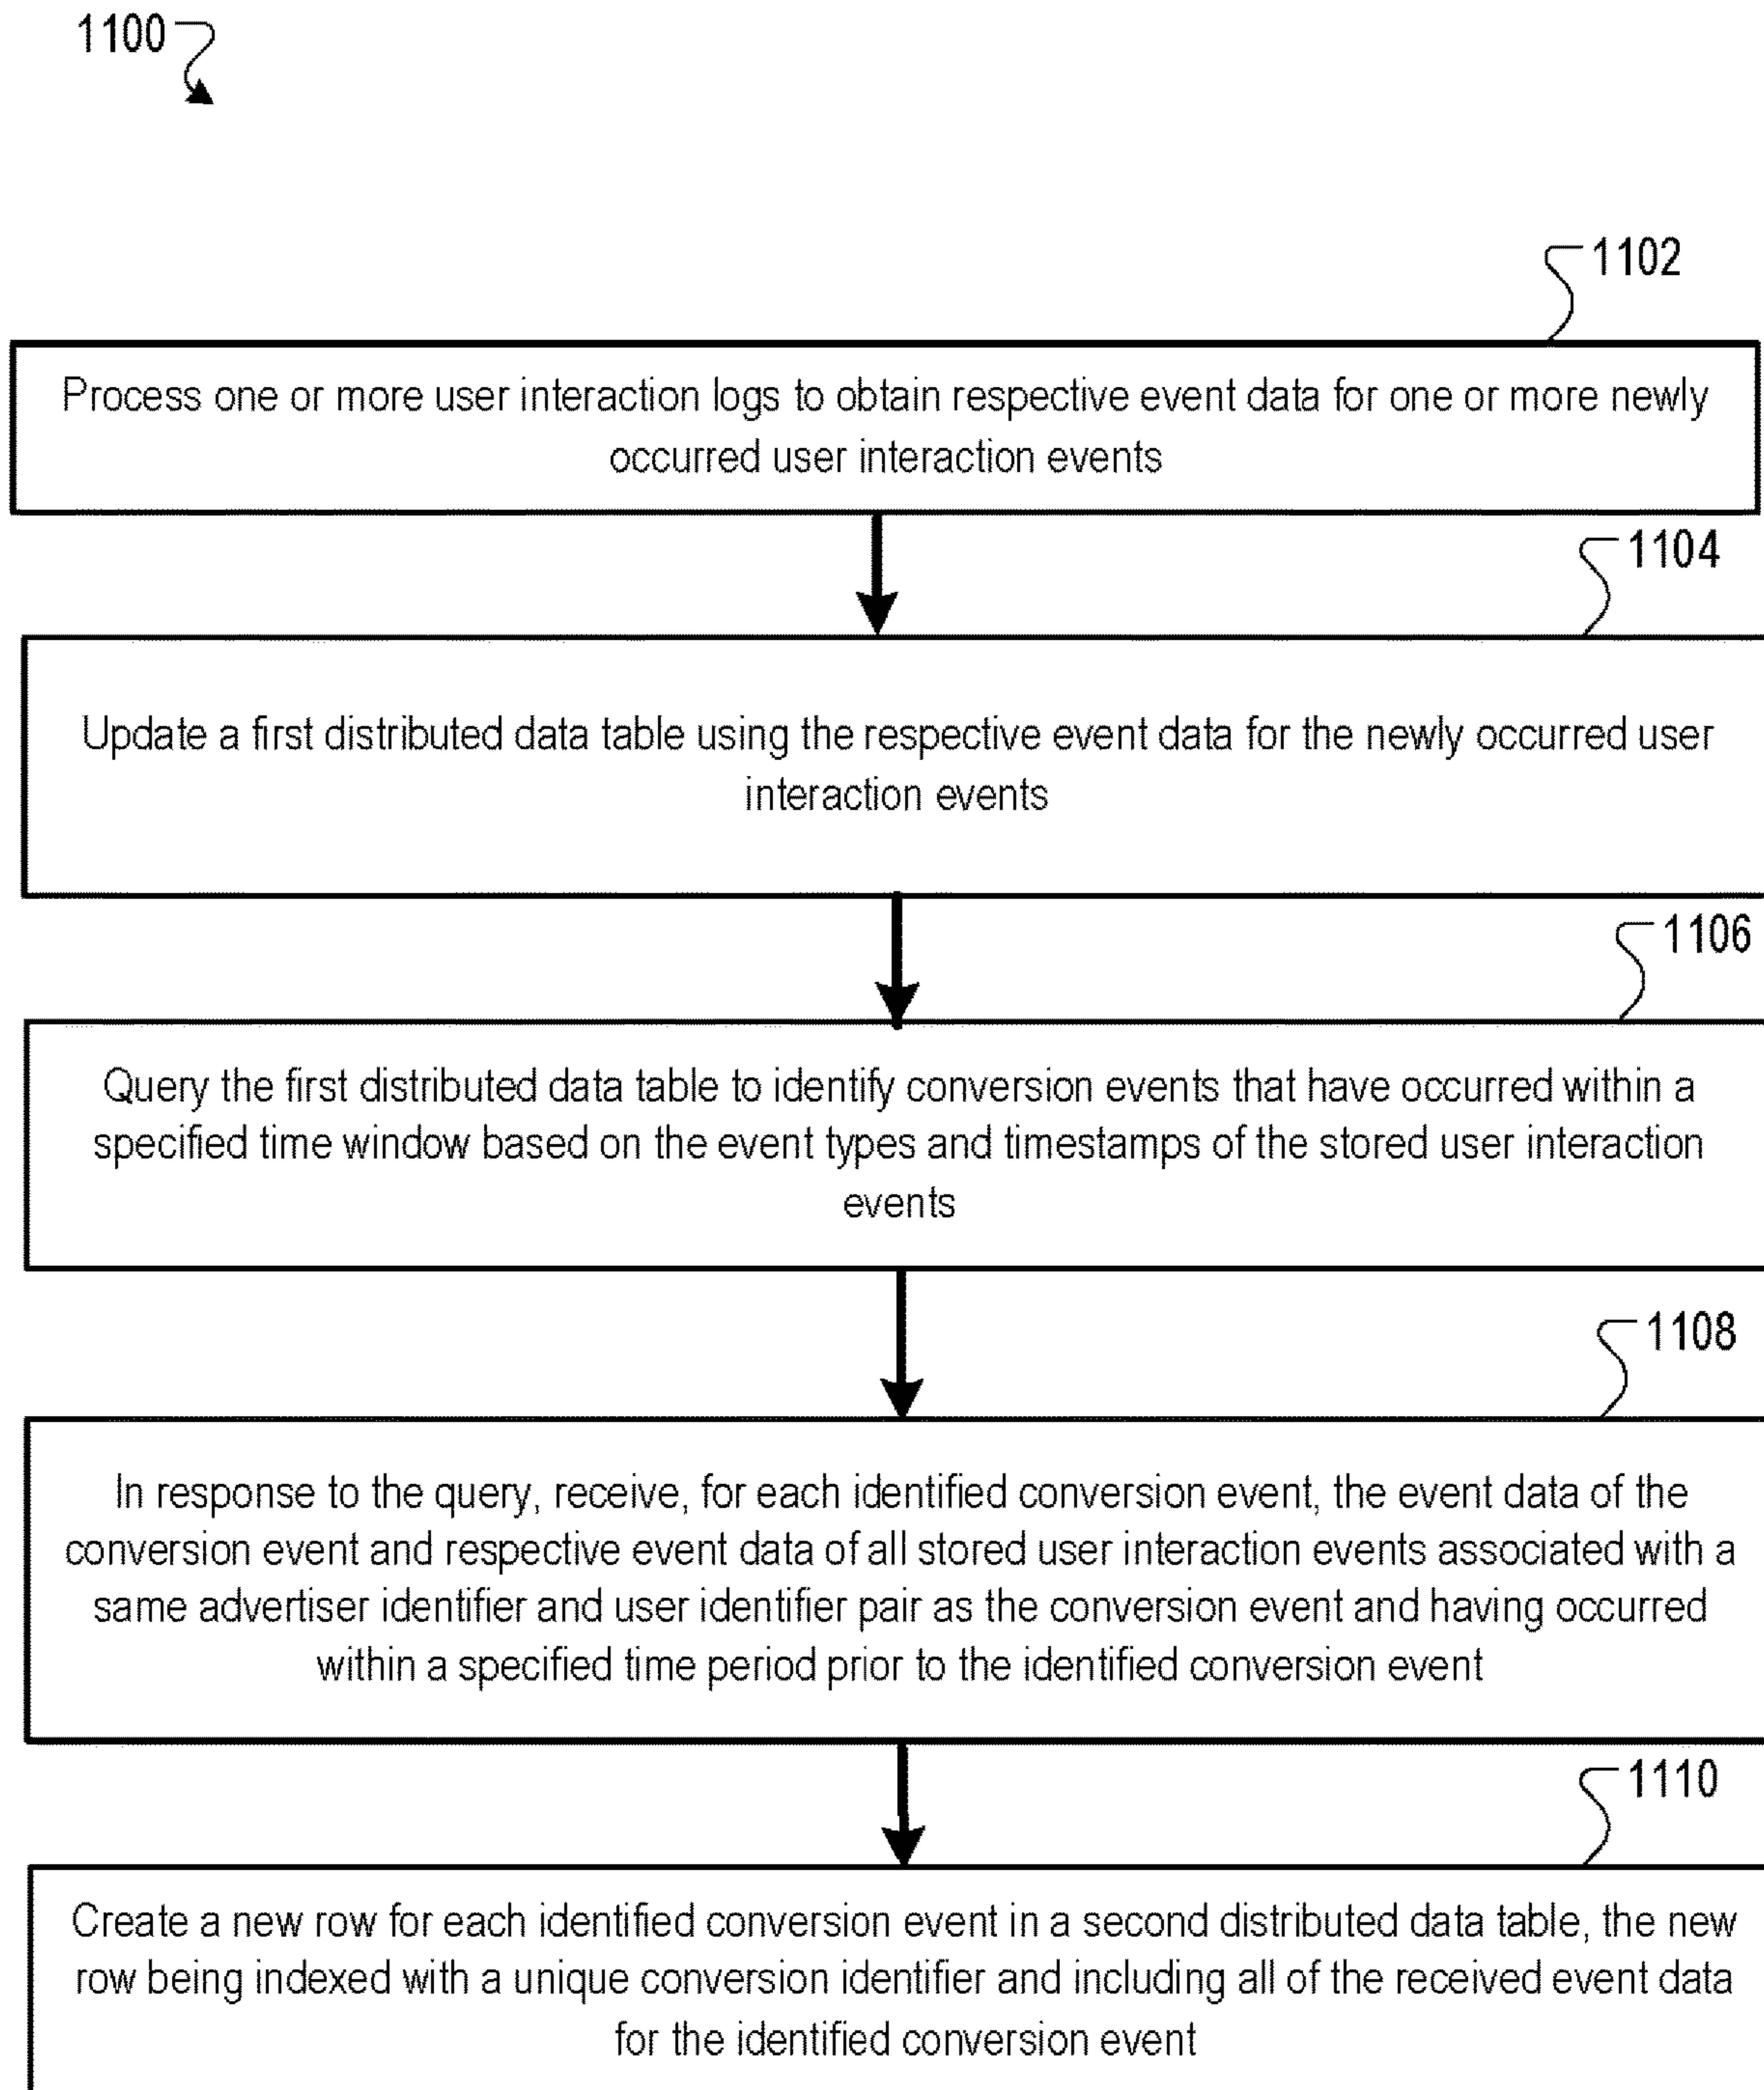 1100
1102
Process one or more user interaction logs to obtain respective event data for one or more newly
occurred user interaction events
1104
Update a first distributed data table using the respective event data for the newly occurred user
interaction events
1106
Query the first distributed data table to identify conversion events that have occurred within a
specified time window based on the event types and timestamps of the stored user interaction
events
1108
In response to the query, receive, for each identified conversion event, the event data of the
conversion event and respective event data of all stored user interaction events associated with a
same advertiser identifier and user identifier pair as the conversion event and having occurred
within a specified time period prior to the identified conversion event
1110
Create a new row for each identified conversion event in a second distributed data table, the new
row being indexed with a unique conversion identifier and including all of the received event data
for the identified conversion event